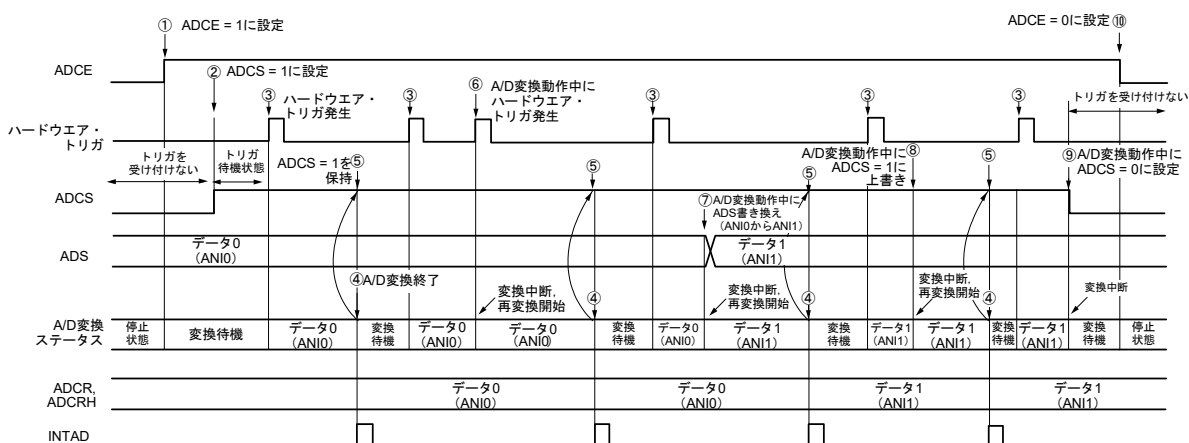 ① ADCE = 1に設定
ADCE = 0に設定 ⑩
ADCE
② ADCS = 1に設定
③ ハードウエア・
トリガ発生
③
⑥ A/D変換動作中に
ハードウエア・
トリガ発生
③
③
③
トリガを受け付けない
ハードウエア・
トリガ
トリガを
受け付けない
トリガ
待機状態
ADCS = 1を
保持
⑤
⑤
A/D変換動作中に
ADCS = 1に
上書き
⑧
⑤
⑤
⑨ A/D変換動作中に
ADCS = 0に設定
ADCS
⑦ A/D変換動作中に
ADS書き換え
(ANI0からANI1)
ADS
データ0
(ANI0)
データ1
(ANI1)
④ A/D変換終了
変換中断,
再変換開始
④
変換中断,
再変換開始
④
変換中断,
再変換開始
④
変換中断
A/D変換
ステータス
停止
状態
変換待機
データ0
(ANI0)
変換
待機
データ0
(ANI0)
データ0
(ANI0)
変換
待機
データ0
(ANI0)
データ1
(ANI1)
変換
待機
データ1
(ANI1)
データ1
(ANI1)
変換
待機
データ1
(ANI1)
変換
待機
停止
状態
ADCR,
ADCRH
データ0
(ANI0)
データ0
(ANI0)
データ1
(ANI1)
データ1
(ANI1)
INTAD